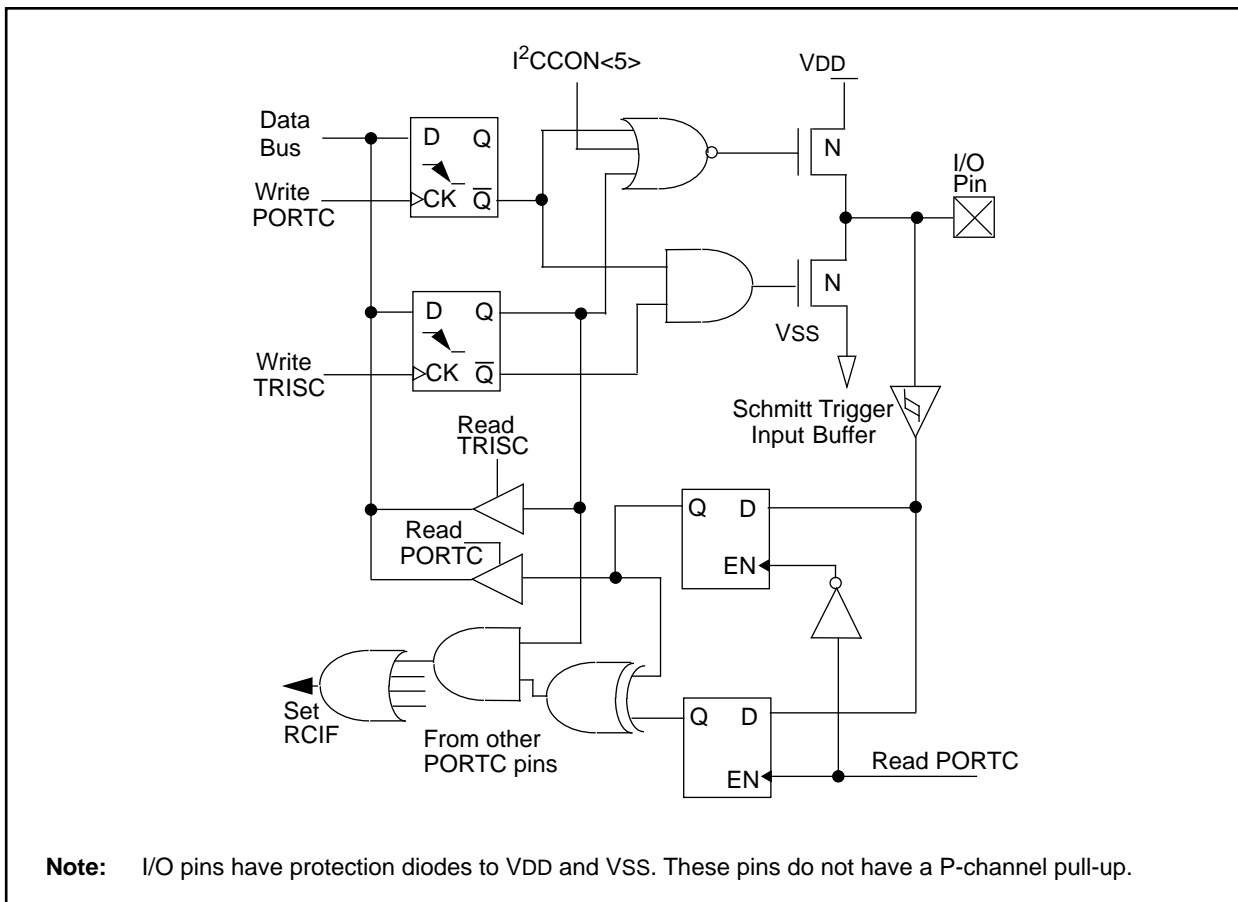 I²CCON<5>
VDD
Data
Bus
D Q
N
I/O
Pin
Write
PORTC
CK Q̅
D Q
N
VSS
Write
TRISC
CK Q̅
Schmitt Trigger
Input Buffer
Read
TRISC
Q D
Read
PORTC
EN
Set
RCIF
From other
PORTC pins
Q D
Read PORTC
EN
Note: I/O pins have protection diodes to VDD and VSS. These pins do not have a P-channel pull-up.